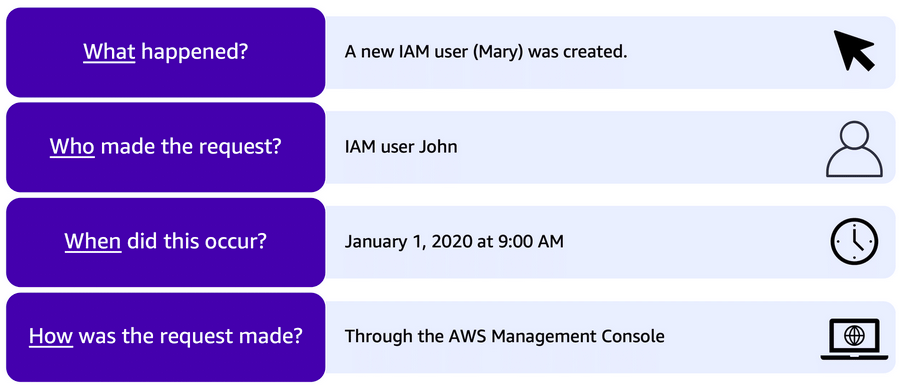 What happened?
A new IAM user (Mary) was created.
Who made the request?
IAM user John
When did this occur?
January 1, 2020 at 9:00 AM
How was the request made?
Through the AWS Management Console